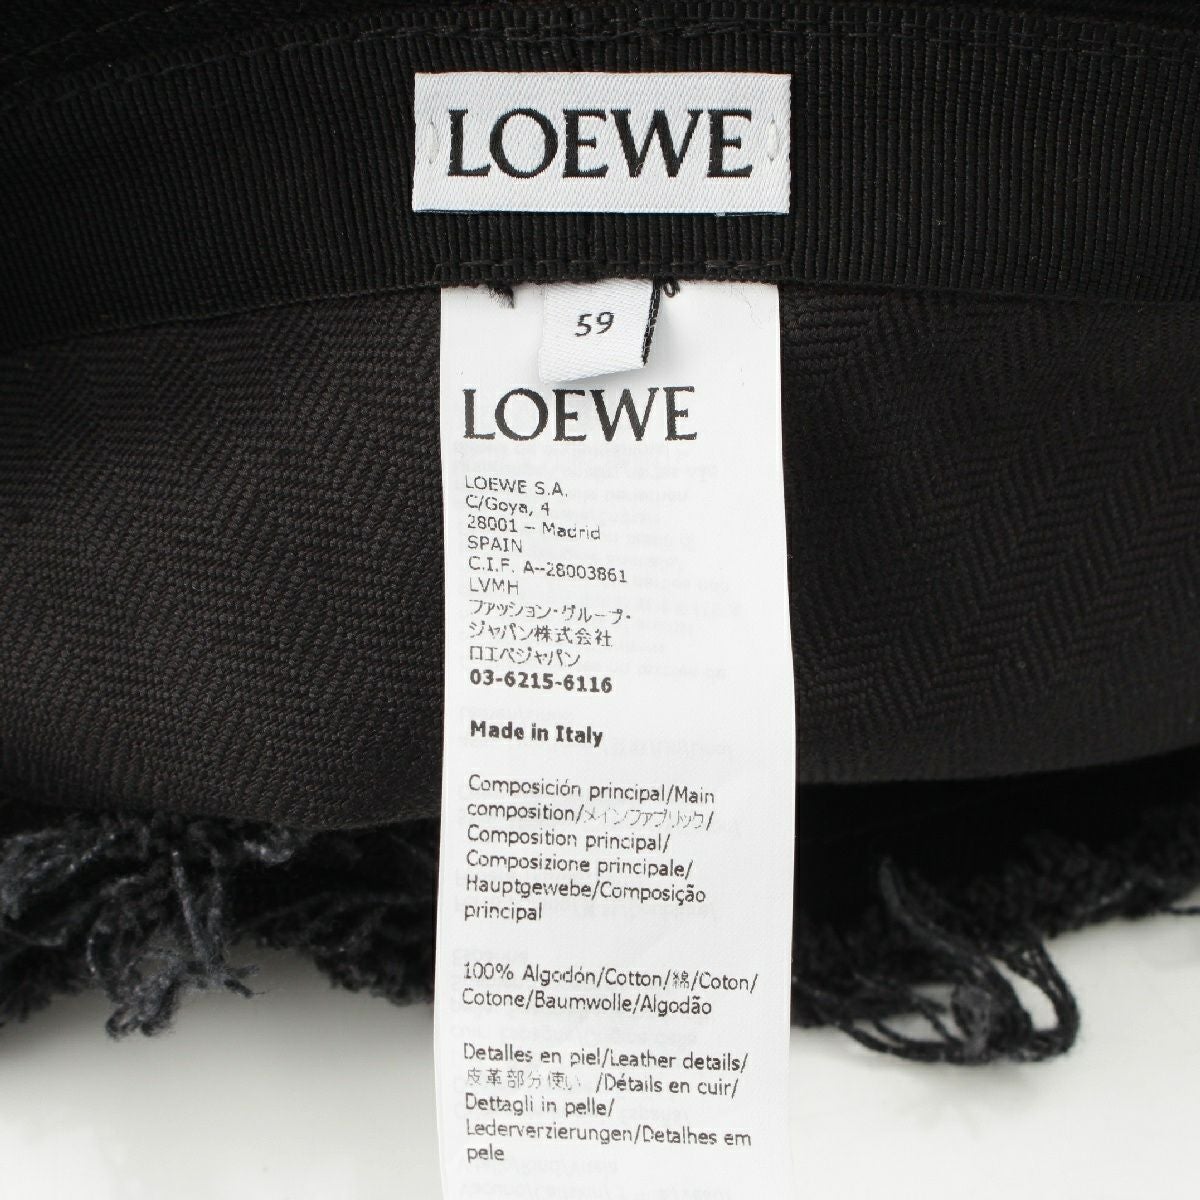 LOEWE
59
LOEWE
LOEWE S.A.
C/Goya, 4
28001 – Madrid
SPAIN
C.I.F. A--28003861
LVMH
ファッション・グループ・
ジャパン株式会社
ロエベジャパン
03-6215-6116
Made in Italy
Composición principal/Main
composition/メインファブリック/
Composition principal/
Composizione principale/
Hauptgewebe/Composição
principal
100% Algodón/Cotton/綿/Coton/
Cotone/Baumwolle/Algodão
Detalles en piel/Leather details/
皮革部分使い /Détails en cuir/
Dettagli in pelle/
Lederverzierungen/Detalhes em
pele